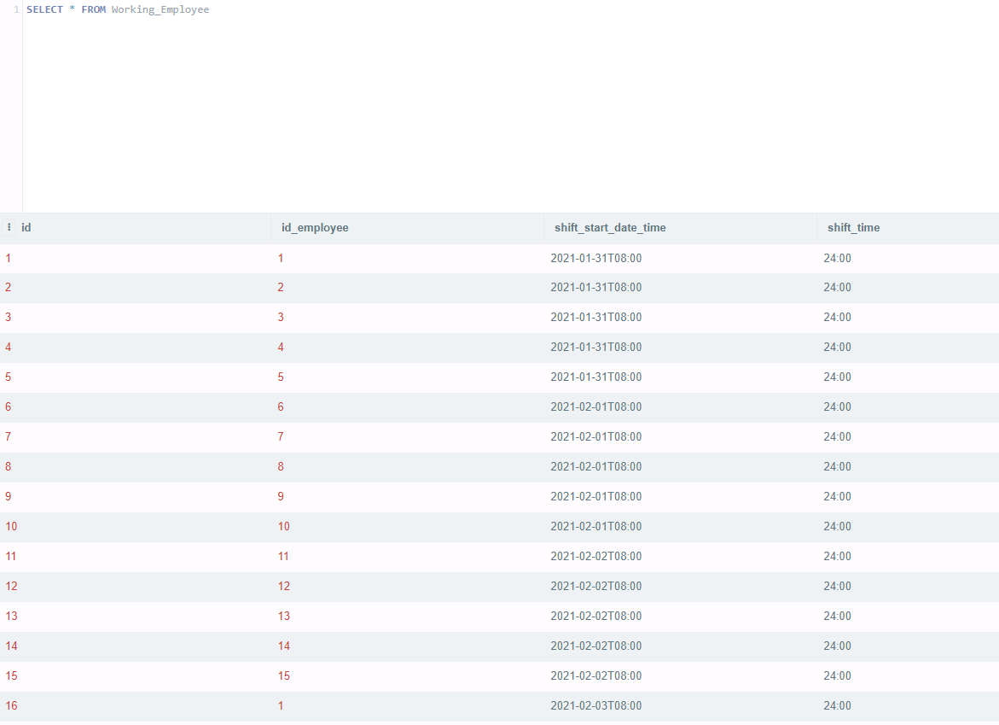 1 SELECT * FROM Working_Employee
id id_employee shift_start_date_time shift_time
1 1 2021-01-31T08:00 24:00
2 2 2021-01-31T08:00 24:00
3 3 2021-01-31T08:00 24:00
4 4 2021-01-31T08:00 24:00
5 5 2021-01-31T08:00 24:00
6 6 2021-02-01T08:00 24:00
7 7 2021-02-01T08:00 24:00
8 8 2021-02-01T08:00 24:00
9 9 2021-02-01T08:00 24:00
10 10 2021-02-01T08:00 24:00
11 11 2021-02-02T08:00 24:00
12 12 2021-02-02T08:00 24:00
13 13 2021-02-02T08:00 24:00
14 14 2021-02-02T08:00 24:00
15 15 2021-02-02T08:00 24:00
16 1 2021-02-03T08:00 24:00